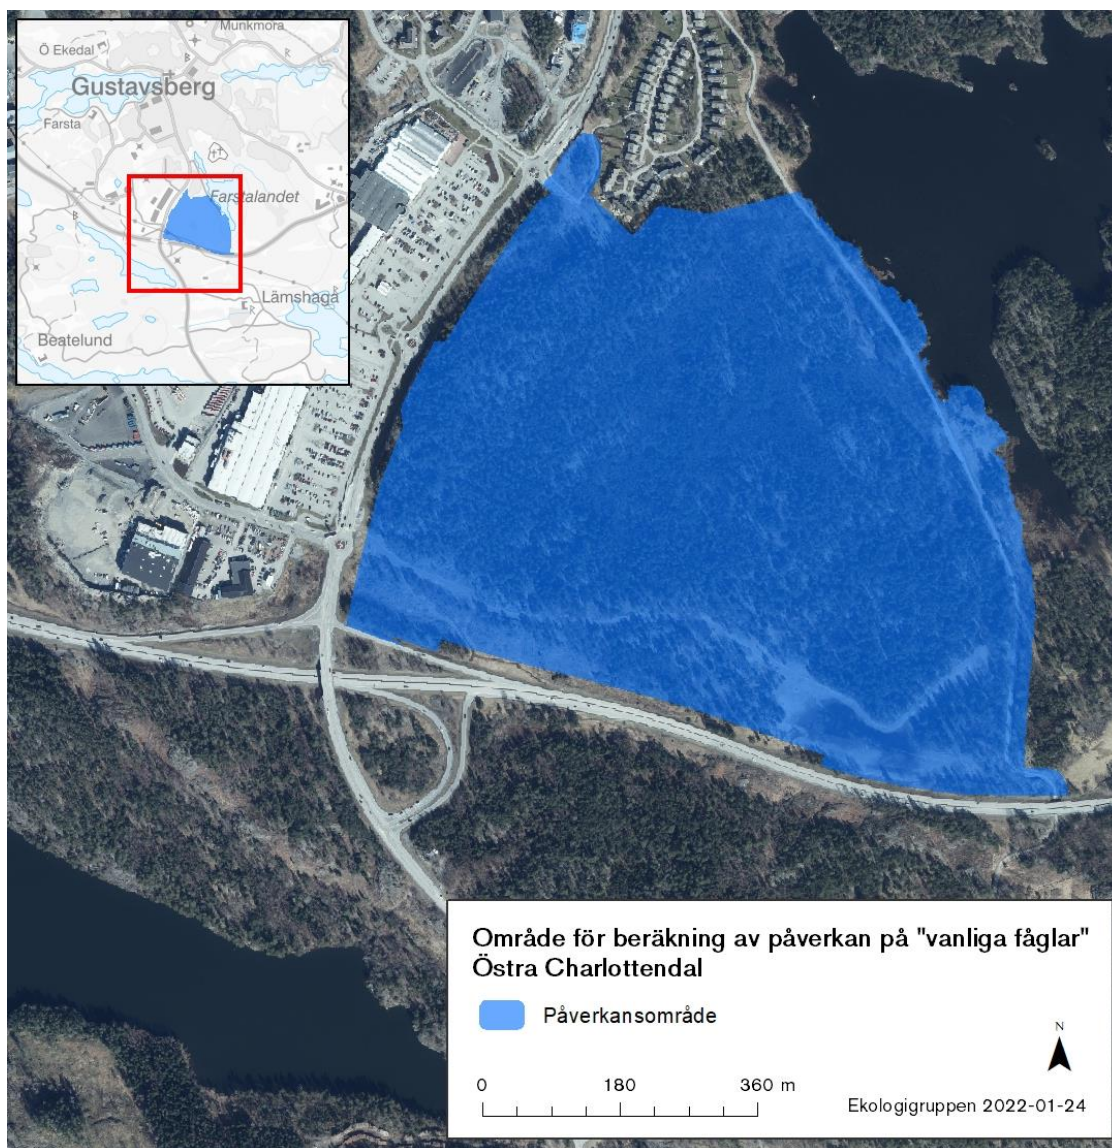 Munkmora
Ö Ekedal
Gustavsberg
Farsta
Farstalandet
Lämshaga
Beatelund
Område för beräkning av påverkan på "vanliga fåglar"
Östra Charlottendal
Påverkansområde
N
0 180 360 m
Ekologigruppen 2022-01-24